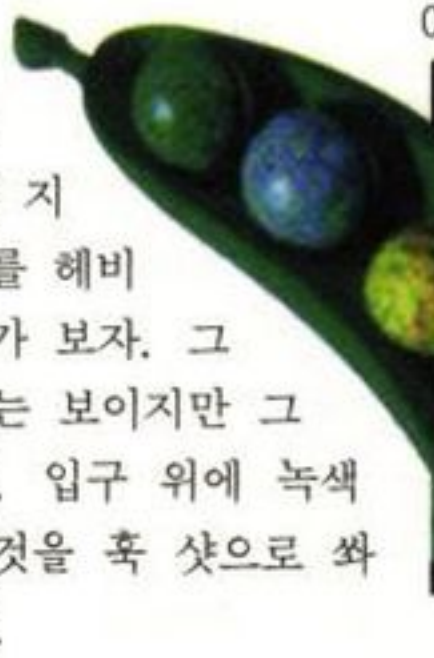 지
를 헤비
가 보자. 그
는 보이지만 그
입구 위에 녹색
것을 훅 샷으로 쏴